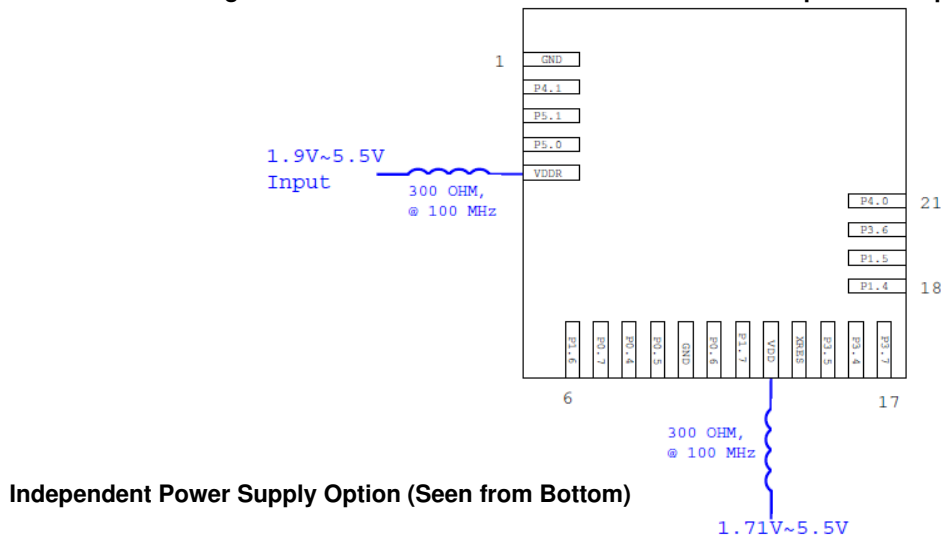 1 GND
P4.1
P5.1
P5.0
1.9V~5.5V
Input
VDDR
300 OHM,
@ 100 MHz
P4.0 21
P3.6
P1.5
P1.4 18
P1.6 P0.7 P0.4 P0.5 GND P0.6 P1.7 VDD XRES P3.5 P3.4 P3.7
6 17
300 OHM,
@ 100 MHz
Independent Power Supply Option (Seen from Bottom)
1.71V~5.5V